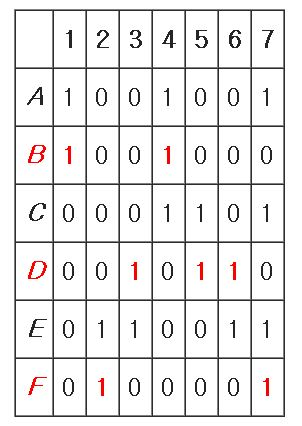 1 2 3 4 5 6 7
A 1 0 0 1 0 0 1
B 1 0 0 1 0 0 0
C 0 0 0 1 1 0 1
D 0 0 1 0 1 1 0
E 0 1 1 0 0 1 1
F 0 1 0 0 0 0 1